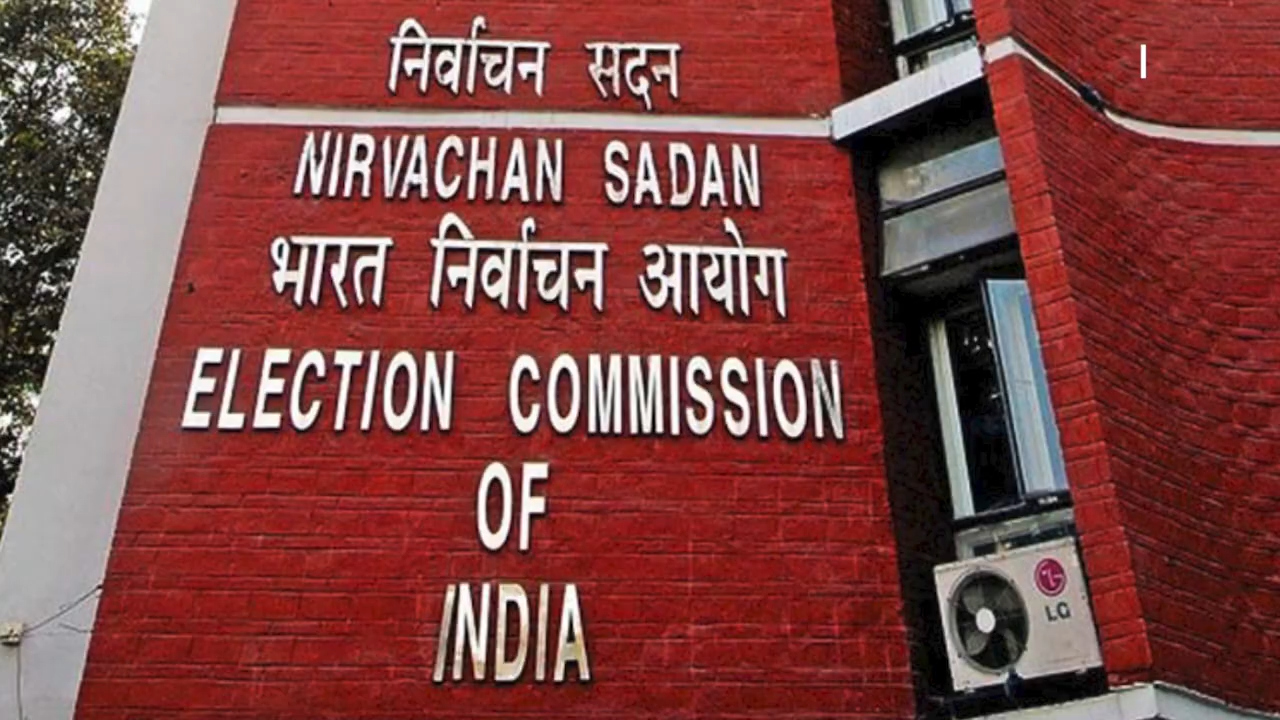 निर्वाचन सदन
NIRVACHAN SADAN
भारत निर्वाचन आयोग
ELECTION COMMISSION
OF
INDIA
LG